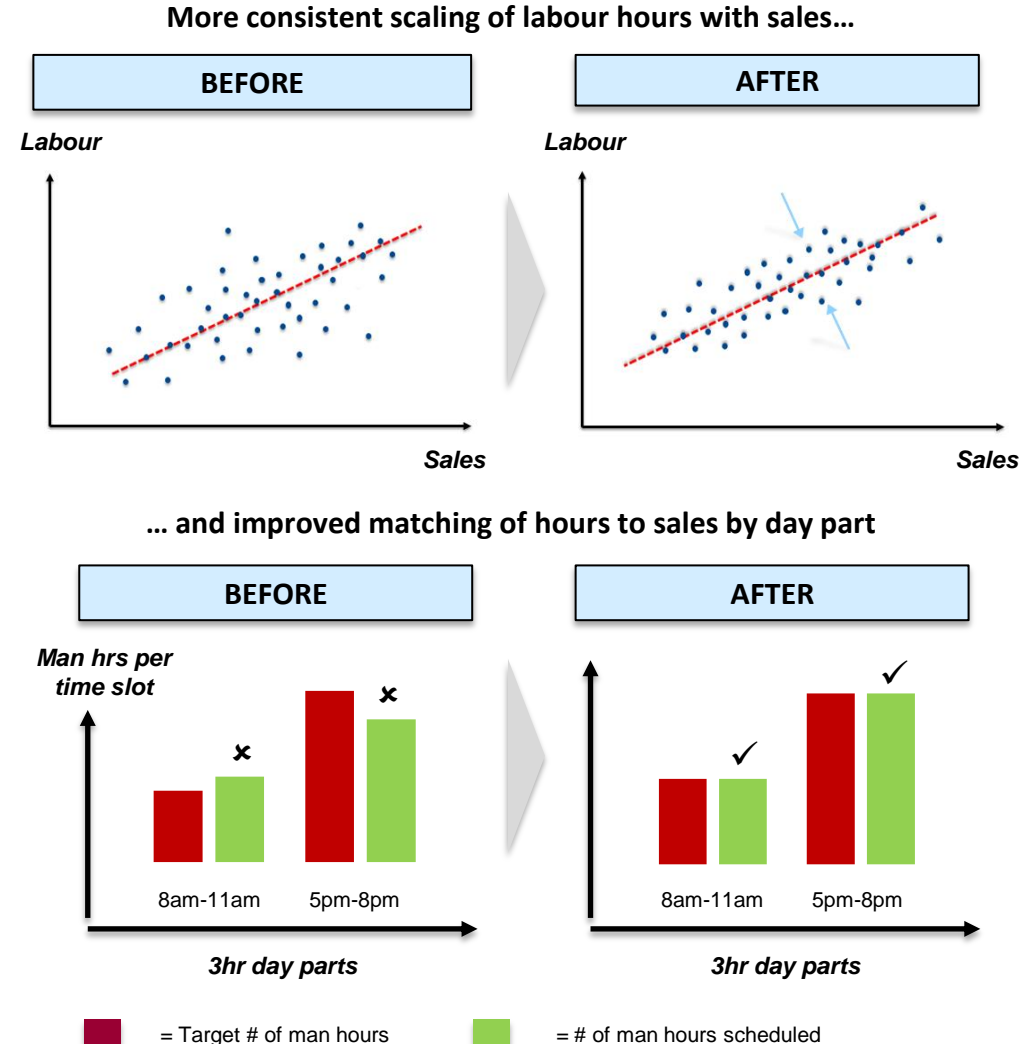 More consistent scaling of labour hours with sales…
BEFORE
AFTER
Labour
Labour
Sales
Sales
… and improved matching of hours to sales by day part
BEFORE
AFTER
Man hrs per
time slot
8am-11am
5pm-8pm
8am-11am
5pm-8pm
3hr day parts
3hr day parts
= Target # of man hours
= # of man hours scheduled